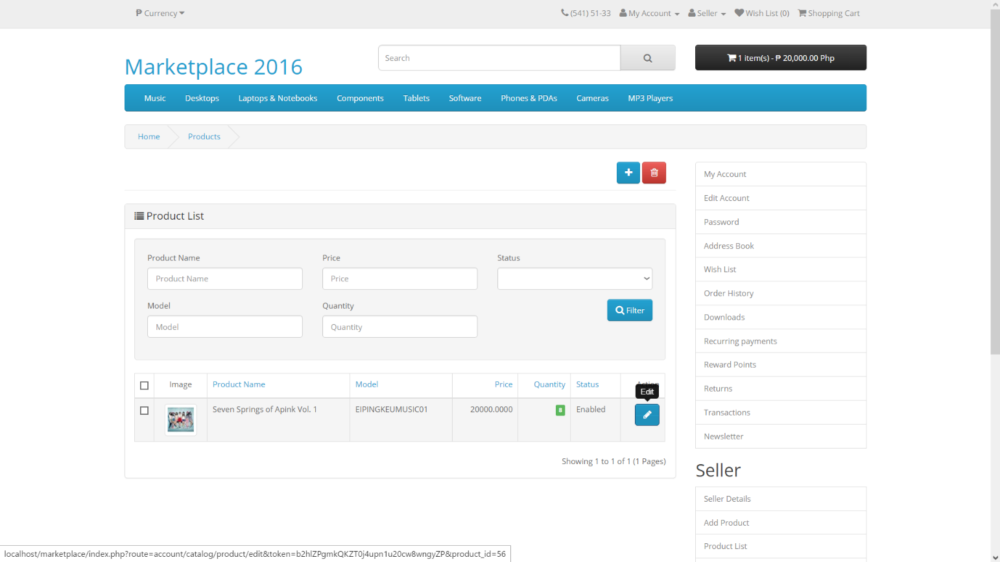 ₱ Currency
(541) 51-33
My Account
Seller
Wish List (0)
Shopping Cart
Marketplace 2016
Search
1 item(s) - ₱ 20,000.00 Php
Music
Desktops
Laptops & Notebooks
Components
Tablets
Software
Phones & PDAs
Cameras
MP3 Players
Home
Products
Product List
Product Name
Price
Status
Product Name
Price
Model
Quantity
Filter
Model
Quantity
Image
Product Name
Model
Price
Quantity
Status
Action
Edit
Seven Springs of Apink Vol. 1
EIPINGKEUMUSIC01
20000.0000
8
Enabled
Showing 1 to 1 of 1 (1 Pages)
My Account
Edit Account
Password
Address Book
Wish List
Order History
Downloads
Recurring payments
Reward Points
Returns
Transactions
Newsletter
Seller
Seller Details
Add Product
Product List
localhost/marketplace/index.php?route=account/catalog/product/edit&token=b2hlZPgmkQKZT0j4upn1u20cw8wngyZP&product_id=56